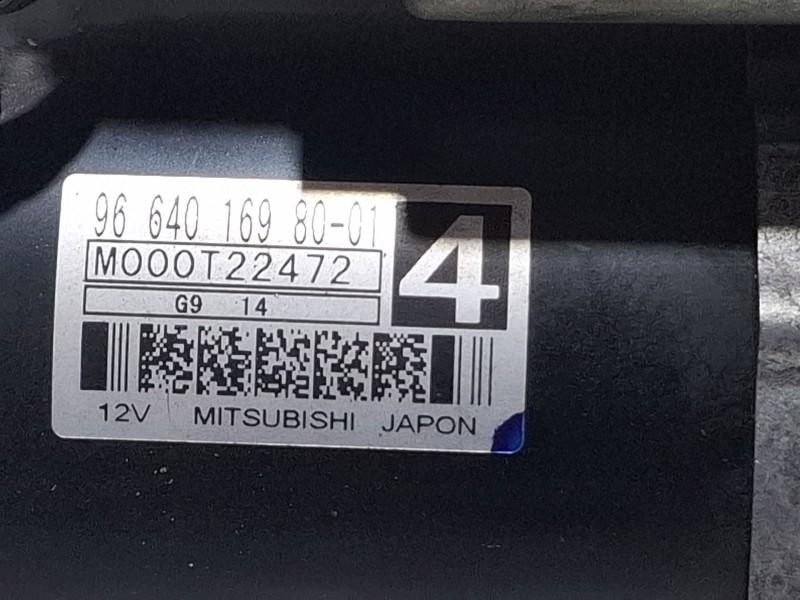 96 640 169 80-01
4
M000T22472
G9 14
12V MITSUBISHI JAPON